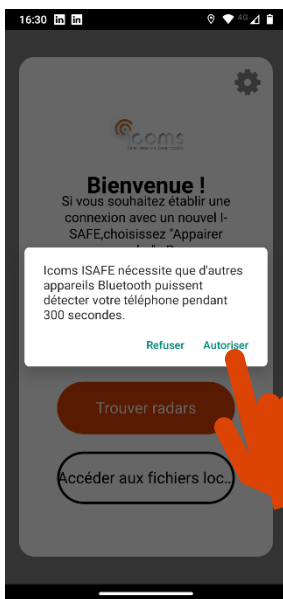 16:30 in in 4G
icoms
Bienvenue !
Si vous souhaitez établir une
connexion avec un nouvel I-
SAFE,choisissez "Appairer
Icoms ISAFE nécessite que d'autres
appareils Bluetooth puissent
détecter votre téléphone pendant
300 secondes.
Refuser Autoriser
Trouver radars
Accéder aux fichiers loc...